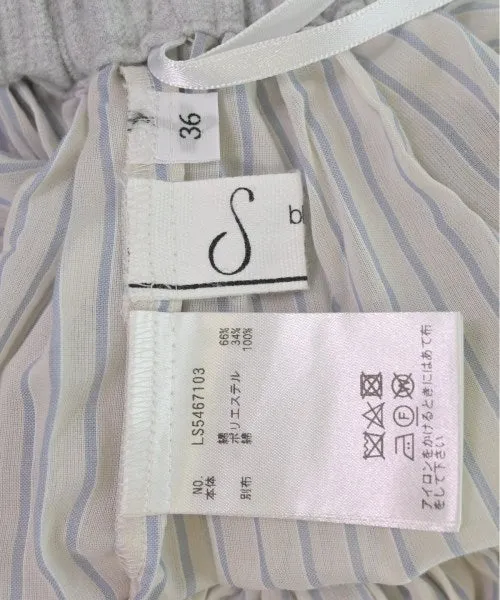 36
S
NO. LS5467103
本体 綿 66%
ポリエステル 34%
別布 綿 100%
F
アイロンをかけるときにはあて布
をして下さい